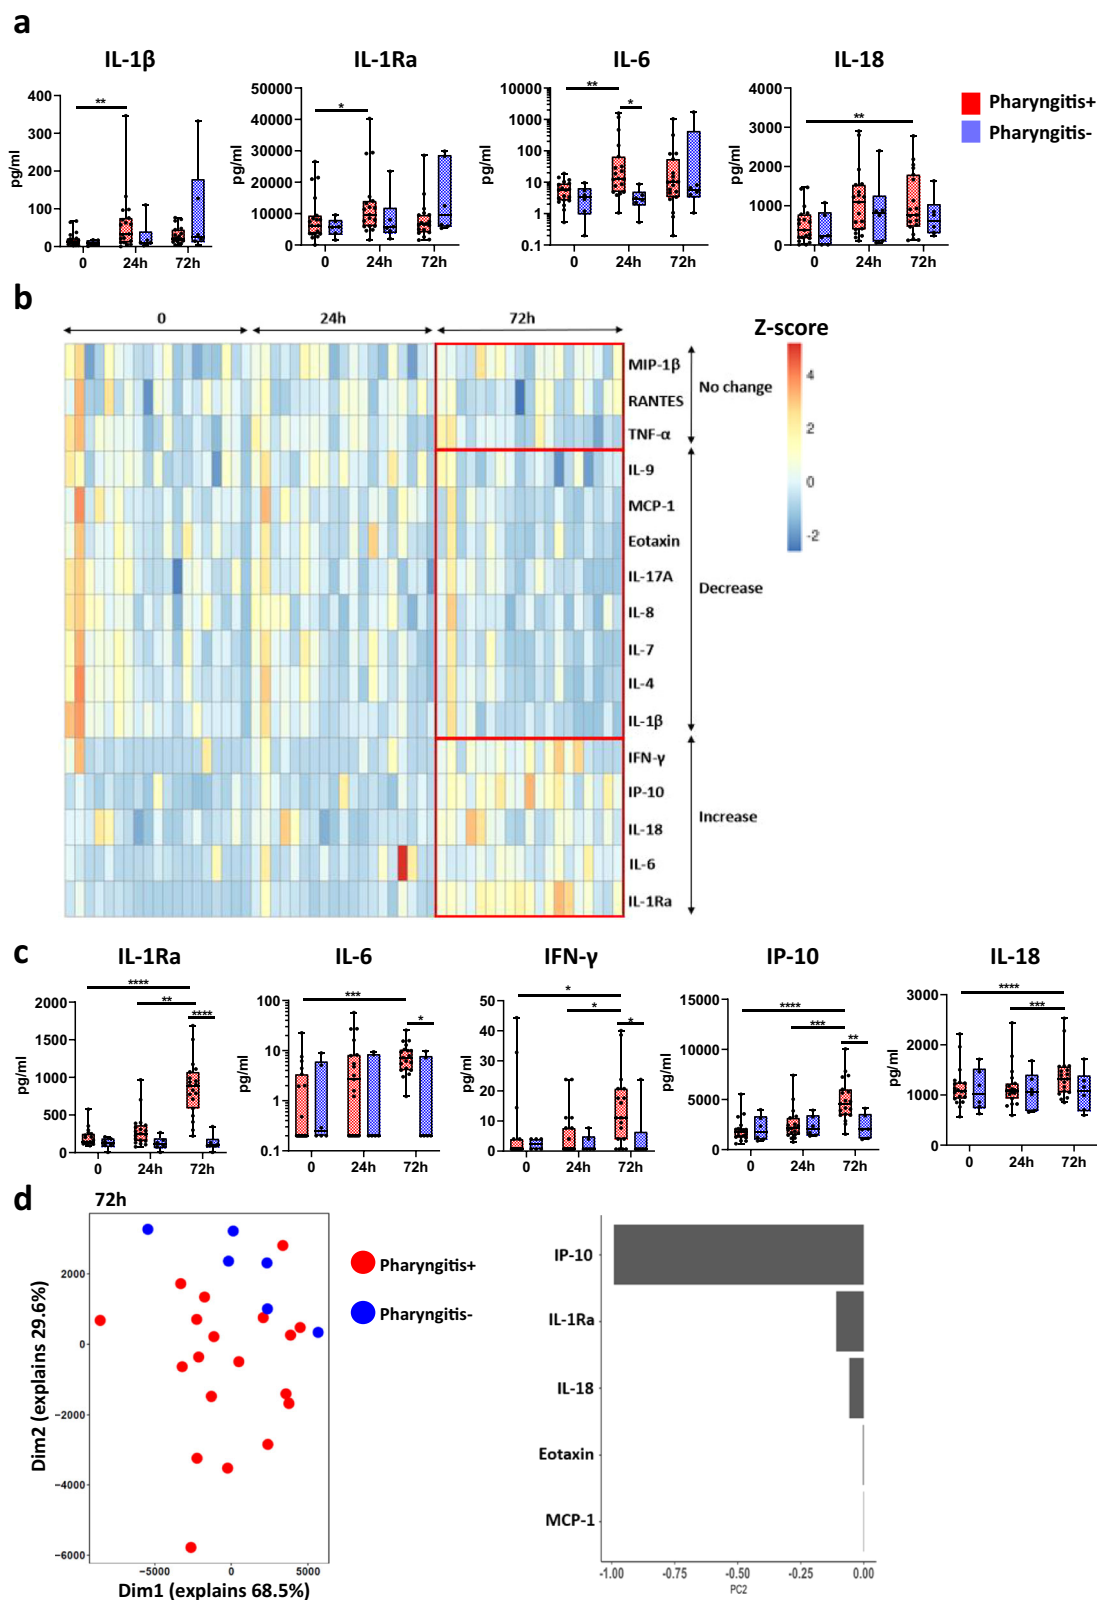 a
IL-1β
IL-1Ra
IL-6
IL-18
Pharyngitis+
Pharyngitis-
pg/ml
400
300
200
100
0
**
0 24h 72h
pg/ml
50000
40000
30000
20000
10000
0
*
0 24h 72h
pg/ml
10000
1000
100
10
1
0.1
**
*
0 24h 72h
pg/ml
4000
3000
2000
1000
0
**
0 24h 72h
b
0 24h 72h
Z-score
4
2
0
-2
MIP-1β
RANTES
TNF-α
No change
IL-9
MCP-1
Eotaxin
IL-17A
IL-8
IL-7
IL-4
IL-1β
Decrease
IFN-γ
IP-10
IL-18
IL-6
IL-1Ra
Increase
c
IL-1Ra
IL-6
IFN-γ
IP-10
IL-18
pg/ml
2000
1500
1000
500
0
****
**
****
0 24h 72h
pg/ml
100
10
1
0.1
***
*
0 24h 72h
pg/ml
50
40
30
20
10
0
*
*
*
0 24h 72h
pg/ml
15000
10000
5000
0
****
***
**
0 24h 72h
pg/ml
3000
2000
1000
0
****
***
0 24h 72h
d
72h
Dim2 (explains 29.6%)
2000
0
−2000
−4000
−6000
−5000 0 5000
Dim1 (explains 68.5%)
Pharyngitis+
Pharyngitis-
IP-10
IL-1Ra
IL-18
Eotaxin
MCP-1
-1.00 -0.75 -0.50 -0.25 0.00
PC2